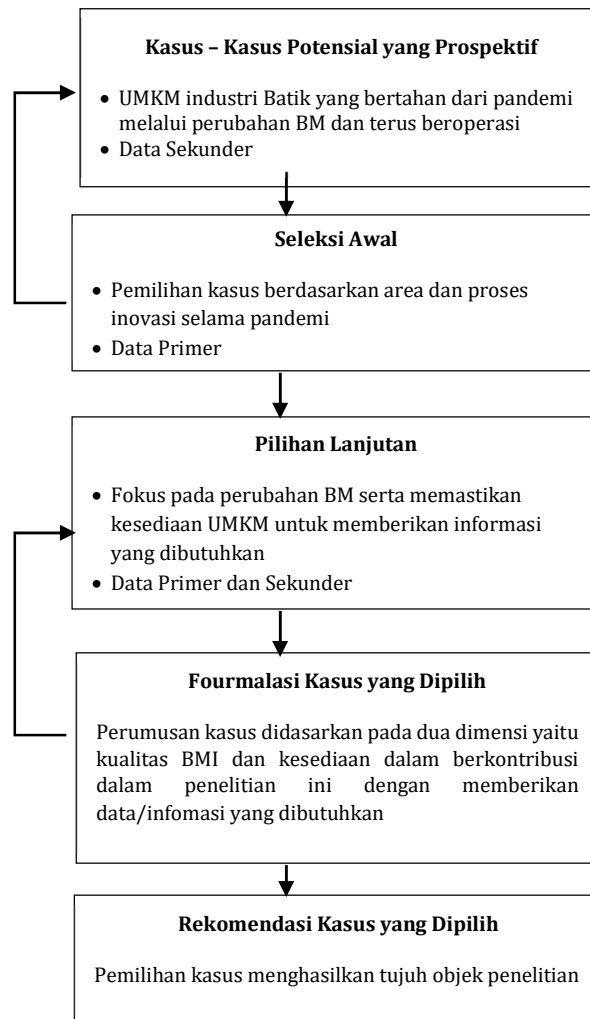 Kasus – Kasus Potensial yang Prospektif
• UMKM industri Batik yang bertahan dari pandemi
melalui perubahan BM dan terus beroperasi
• Data Sekunder
Seleksi Awal
• Pemilihan kasus berdasarkan area dan proses
inovasi selama pandemi
• Data Primer
Pilihan Lanjutan
• Fokus pada perubahan BM serta memastikan
kesediaan UMKM untuk memberikan informasi
yang dibutuhkan
• Data Primer dan Sekunder
Fourmalasi Kasus yang Dipilih
Perumusan kasus didasarkan pada dua dimensi yaitu
kualitas BMI dan kesediaan dalam berkontribusi
dalam penelitian ini dengan memberikan
data/infomasi yang dibutuhkan
Rekomendasi Kasus yang Dipilih
Pemilihan kasus menghasilkan tujuh objek penelitian